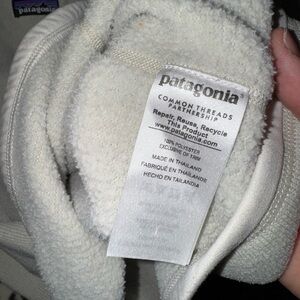 patagonia
patagonia®
COMMON THREADS
PARTNERSHIP
Repair, Reuse, Recycle
This Product
www.patagonia.com
100% POLYESTER
EXCLUSIVE OF TRIM
MADE IN THAILAND
FABRIQUÉ EN THAÏLANDE
HECHO EN TAILANDIA